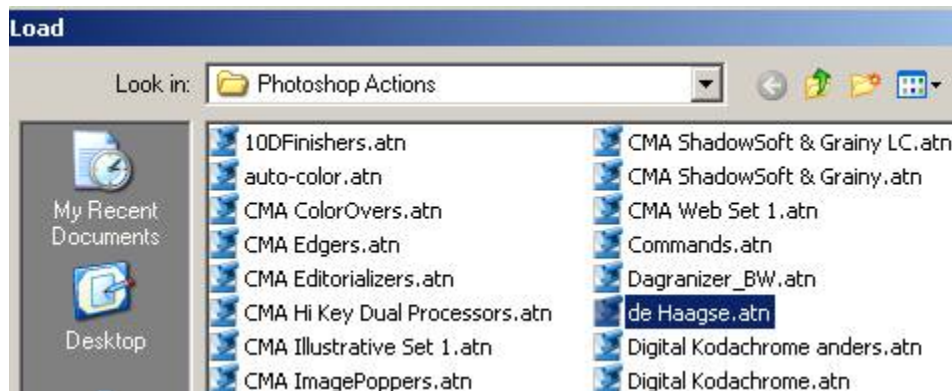 Load
Look in: Photoshop Actions
My Recent
Documents
Desktop
10DFinishers.atn
auto-color.atn
CMA ColorOvers.atn
CMA Edgers.atn
CMA Editorializers.atn
CMA Hi Key Dual Processors.atn
CMA Illustrative Set 1.atn
CMA ImagePoppers.atn
CMA ShadowSoft & Grainy LC.atn
CMA ShadowSoft & Grainy.atn
CMA Web Set 1.atn
Commands.atn
Dagranizer_BW.atn
de Haagse.atn
Digital Kodachrome anders.atn
Digital Kodachrome.atn